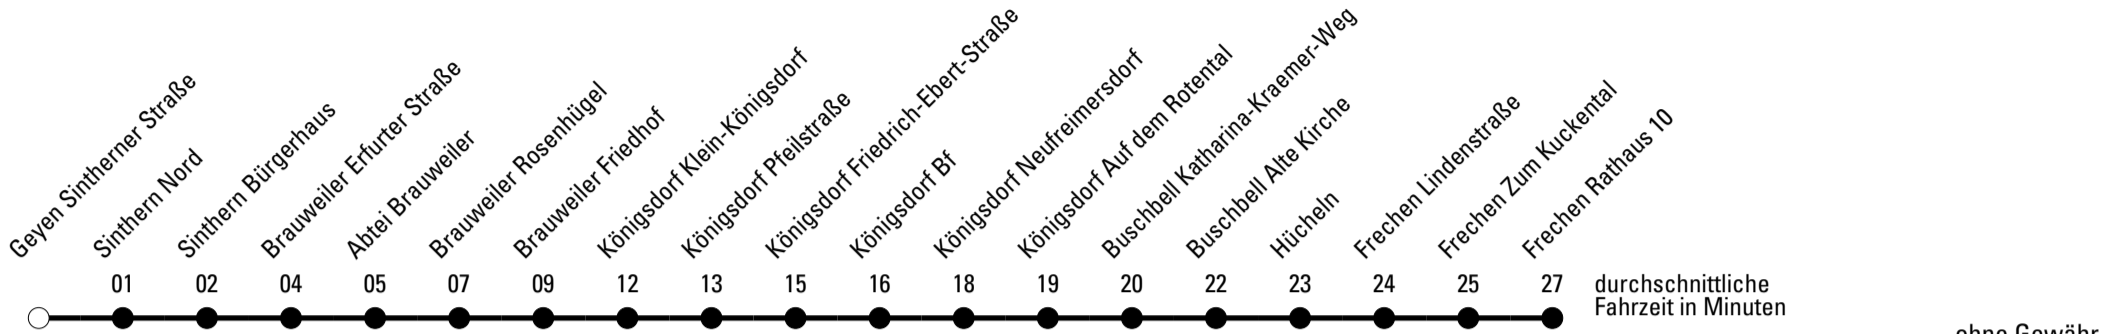 Geyen Sintherner Straße
Sinthern Nord
Sinthern Bürgerhaus
Brauweiler Erfurter Straße
Abtei Brauweiler
Brauweiler Rosenhügel
Brauweiler Friedhof
Königsdorf Klein-Königsdorf
Königsdorf Pfeilstraße
Königsdorf Friedrich-Ebert-Straße
Königsdorf Bf
Königsdorf Neufreimersdorf
Königsdorf Auf dem Rotental
Buschbell Katharina-Kraemer-Weg
Buschbell Alte Kirche
Hücheln
Frechen Lindenstraße
Frechen Zum Kuckental
Frechen Rathaus 10
01 02 04 05 07 09 12 13 15 16 18 19 20 22 23 24 25 27 durchschnittliche
Fahrzeit in Minuten
ohne Gewähr